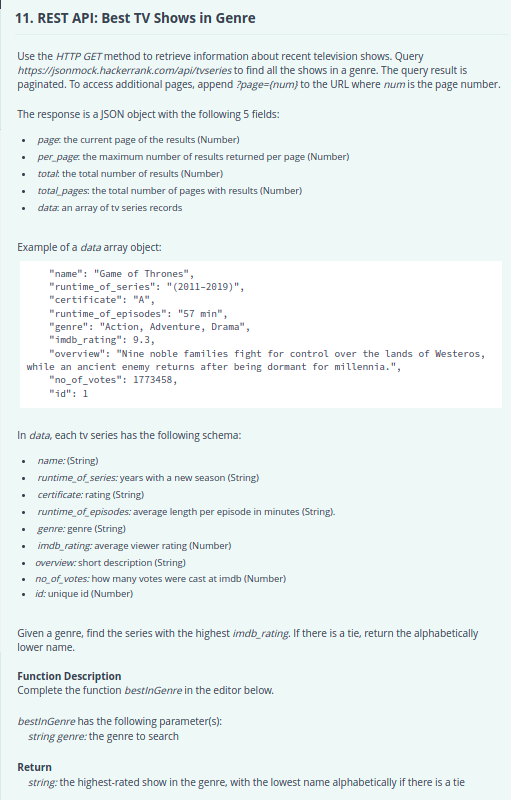 11. REST API: Best TV Shows in Genre
Use the HTTP GET method to retrieve information about recent television shows. Query
https://jsonmock.hackerrank.com/api/tvseries to find all the shows in a genre. The query result is
paginated. To access additional pages, append ?page={num} to the URL where num is the page number.
The response is a JSON object with the following 5 fields:
• page: the current page of the results (Number)
• per_page: the maximum number of results returned per page (Number)
• total: the total number of results (Number)
• total_pages: the total number of pages with results (Number)
• data: an array of tv series records
Example of a data array object:
"name": "Game of Thrones",
"runtime_of_series": "(2011–2019)",
"certificate": "A",
"runtime_of_episodes": "57 min",
"genre": "Action, Adventure, Drama",
"imdb_rating": 9.3,
"overview": "Nine noble families fight for control over the lands of Westeros,
while an ancient enemy returns after being dormant for millennia.",
"no_of_votes": 1773458,
"id": 1
In data, each tv series has the following schema:
• name: (String)
• runtime_of_series: years with a new season (String)
• certificate: rating (String)
• runtime_of_episodes: average length per episode in minutes (String).
• genre: genre (String)
• imdb_rating: average viewer rating (Number)
• overview: short description (String)
• no_of_votes: how many votes were cast at imdb (Number)
• id: unique id (Number)
Given a genre, find the series with the highest imdb_rating. If there is a tie, return the alphabetically
lower name.
Function Description
Complete the function bestInGenre in the editor below.
bestInGenre has the following parameter(s):
string genre: the genre to search
Return
string: the highest-rated show in the genre, with the lowest name alphabetically if there is a tie